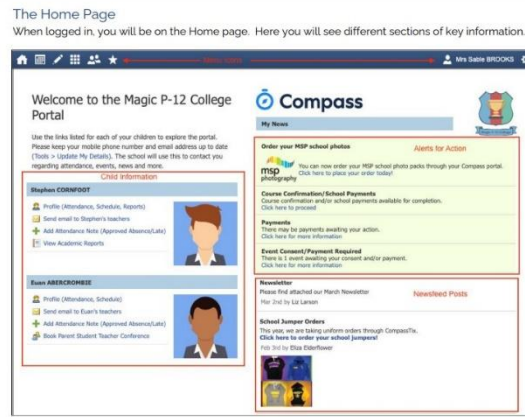 The Home Page
When logged in, you will be on the Home page. Here you will see different sections of key information.
Menu Tabs
Mrs Sable BROOKS
Welcome to the Magic P-12 College
Portal
Use the links listed for each of your children to explore the portal.
Please keep your mobile phone number and email address up to date
(Tools > Update My Details). The school will use this to contact you
regarding attendance, events, news and more.
Child Information
Stephen CORNFOOT
Profile (Attendance, Schedule, Reports)
Send email to Stephen's teachers
Add Attendance Note (Approved Absence/Late)
View Academic Reports
Euan ABERCROMBIE
Profile (Attendance, Schedule)
Send email to Euan's teachers
Add Attendance Note (Approved Absence/Late)
Book Parent Student Teacher Conference
Compass
My News
Order your MSP school photos
Alerts for Action
msp
photography
You can now order your MSP school photo packs through your Compass portal.
Click here to place your order today!
Course Confirmation/School Payments
Course confirmation and/or school payments available for completion.
Click here to proceed
Payments
There may be payments awaiting your action.
Click here for more information
Event Consent/Payment Required
There is 1 event awaiting your consent and/or payment.
Click here for more information
Newsletter
Newsfeed Posts
Please find attached our March Newsletter
Mar 2nd by Liz Larson
School Jumper Orders
This year, we are taking uniform orders through CompassTix.
Click here to order your school jumpers!
Feb 3rd by Eliza Elderflower